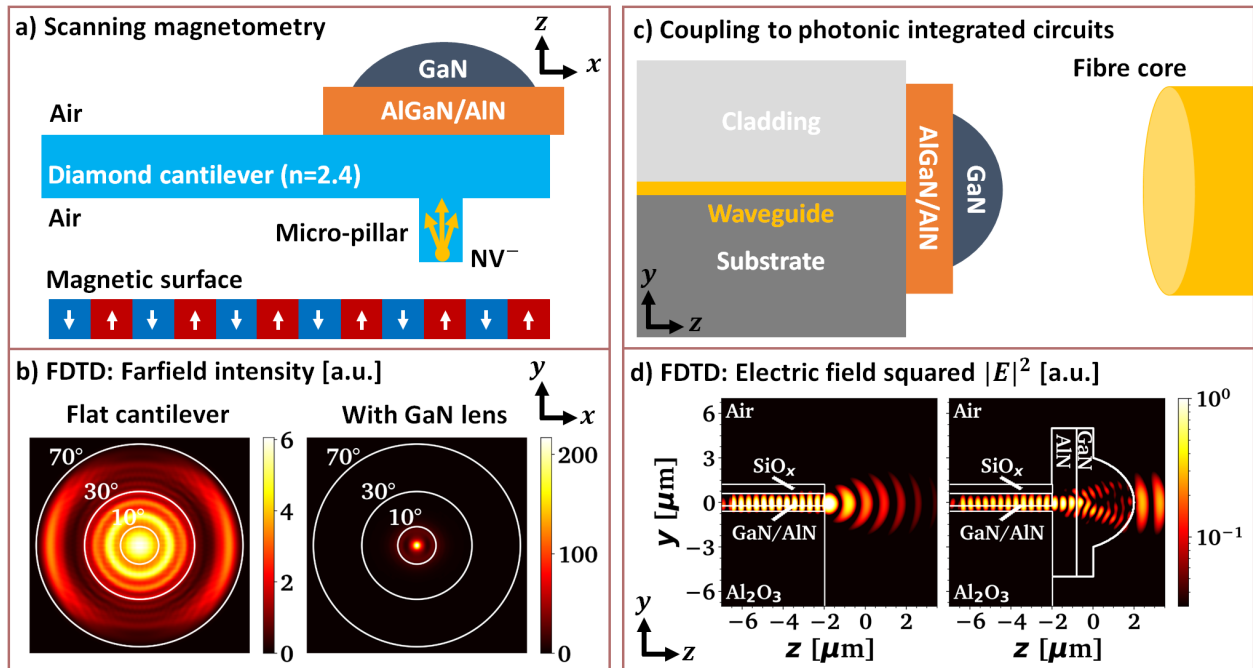 a) Scanning magnetometry
z
x
GaN
AlGaN/AlN
Air
Diamond cantilever (n=2.4)
Air
Micro-pillar
NV⁻
Magnetic surface
b) FDTD: Farfield intensity [a.u.]
y
x
Flat cantilever
With GaN lens
70°
30°
10°
6
4
2
0
70°
30°
10°
200
100
0
c) Coupling to photonic integrated circuits
Fibre core
Cladding
AlGaN/AlN
GaN
Waveguide
Substrate
y
z
d) FDTD: Electric field squared |E|² [a.u.]
y [μm]
6
3
0
−3
−6
Air
SiOₓ
GaN/AlN
Al₂O₃
−6 −4 −2 0 2
z [μm]
Air
AlN
GaN
SiOₓ
GaN/AlN
Al₂O₃
−6 −4 −2 0 2
z [μm]
10⁰
10⁻¹
y
z